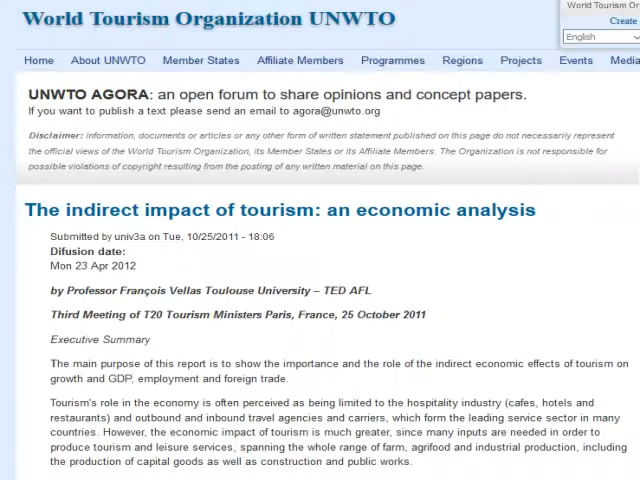 World Tourism Or
World Tourism Organization UNWTO
Create
English
Home About UNWTO Member States Affiliate Members Programmes Regions Projects Events Media
UNWTO AGORA: an open forum to share opinions and concept papers.
If you want to publish a text please send an email to agora@unwto.org
Disclaimer: Information, documents or articles or any other form of written statement published on this page do not necessarily represent
the official views of the World Tourism Organization, its Member States or its Affiliate Members. The Organization is not responsible for
possible violations of copyright resulting from the posting of any written material on this page.
The indirect impact of tourism: an economic analysis
Submitted by univ3a on Tue, 10/25/2011 - 18:06
Difusion date:
Mon 23 Apr 2012
by Professor François Vellas Toulouse University – TED AFL
Third Meeting of T20 Tourism Ministers Paris, France, 25 October 2011
Executive Summary
The main purpose of this report is to show the importance and the role of the indirect economic effects of tourism on
growth and GDP, employment and foreign trade.
Tourism's role in the economy is often perceived as being limited to the hospitality industry (cafes, hotels and
restaurants) and outbound and inbound travel agencies and carriers, which form the leading service sector in many
countries. However, the economic impact of tourism is much greater, since many inputs are needed in order to
produce tourism and leisure services, spanning the whole range of farm, agrifood and industrial production, including
the production of capital goods as well as construction and public works.